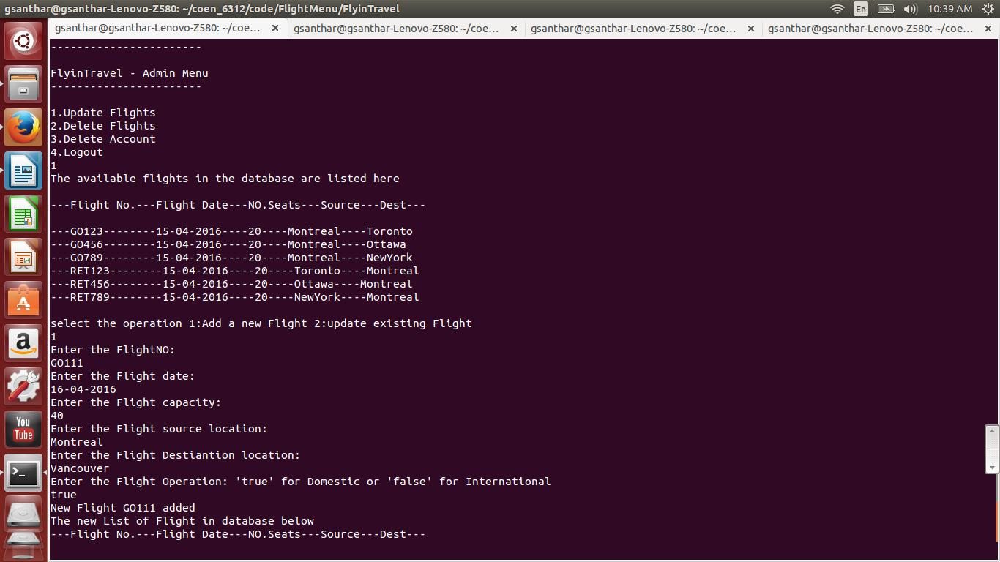 gsanthar@gsanthar-Lenovo-Z580: ~/coen_6312/code/FlightMenu/FlyinTravel
En
10:39 AM
gsanthar@gsanthar-Lenovo-Z580: ~/coe... ×
gsanthar@gsanthar-Lenovo-Z580: ~/coe... ×
gsanthar@gsanthar-Lenovo-Z580: ~/coe... ×
gsanthar@gsanthar-Lenovo-Z580: ~/coe... ×
-----------------------
FlyinTravel - Admin Menu
-----------------------
1.Update Flights
2.Delete Flights
3.Delete Account
4.Logout
1
The available flights in the database are listed here
---Flight No.---Flight Date---NO.Seats---Source---Dest---
---GO123--------15-04-2016----20----Montreal----Toronto
---GO456--------15-04-2016----20----Montreal----Ottawa
---GO789--------15-04-2016----20----Montreal----NewYork
---RET123--------15-04-2016----20----Toronto----Montreal
---RET456--------15-04-2016----20----Ottawa----Montreal
---RET789--------15-04-2016----20----NewYork----Montreal
select the operation 1:Add a new Flight 2:update existing Flight
1
Enter the FlightNO:
GO111
Enter the Flight date:
16-04-2016
Enter the Flight capacity:
40
Enter the Flight source location:
Montreal
Enter the Flight Destiantion location:
Vancouver
Enter the Flight Operation: 'true' for Domestic or 'false' for International
true
New Flight GO111 added
The new List of Flight in database below
---Flight No.---Flight Date---NO.Seats---Source---Dest---
a
You
Tube
>_